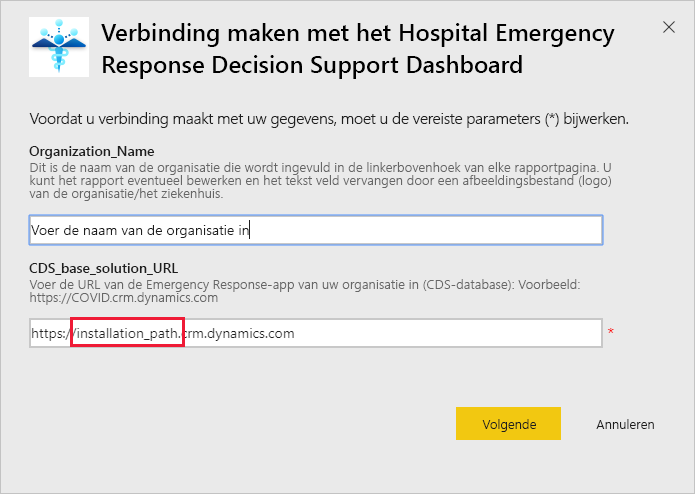 Verbinding maken met het Hospital Emergency
Response Decision Support Dashboard
Voordat u verbinding maakt met uw gegevens, moet u de vereiste parameters (*) bijwerken.
Organization_Name
Dit is de naam van de organisatie die wordt ingevuld in de linkerbovenhoek van elke rapportpagina. U
kunt het rapport eventueel bewerken en het tekst veld vervangen door een afbeeldingsbestand (logo)
van de organisatie/het ziekenhuis.
Voer de naam van de organisatie in
CDS_base_solution_URL
Voer de URL van de Emergency Response-app van uw organisatie in (CDS-database): Voorbeeld:
https://COVID.crm.dynamics.com
https://installation_path.crm.dynamics.com *
Volgende Annuleren